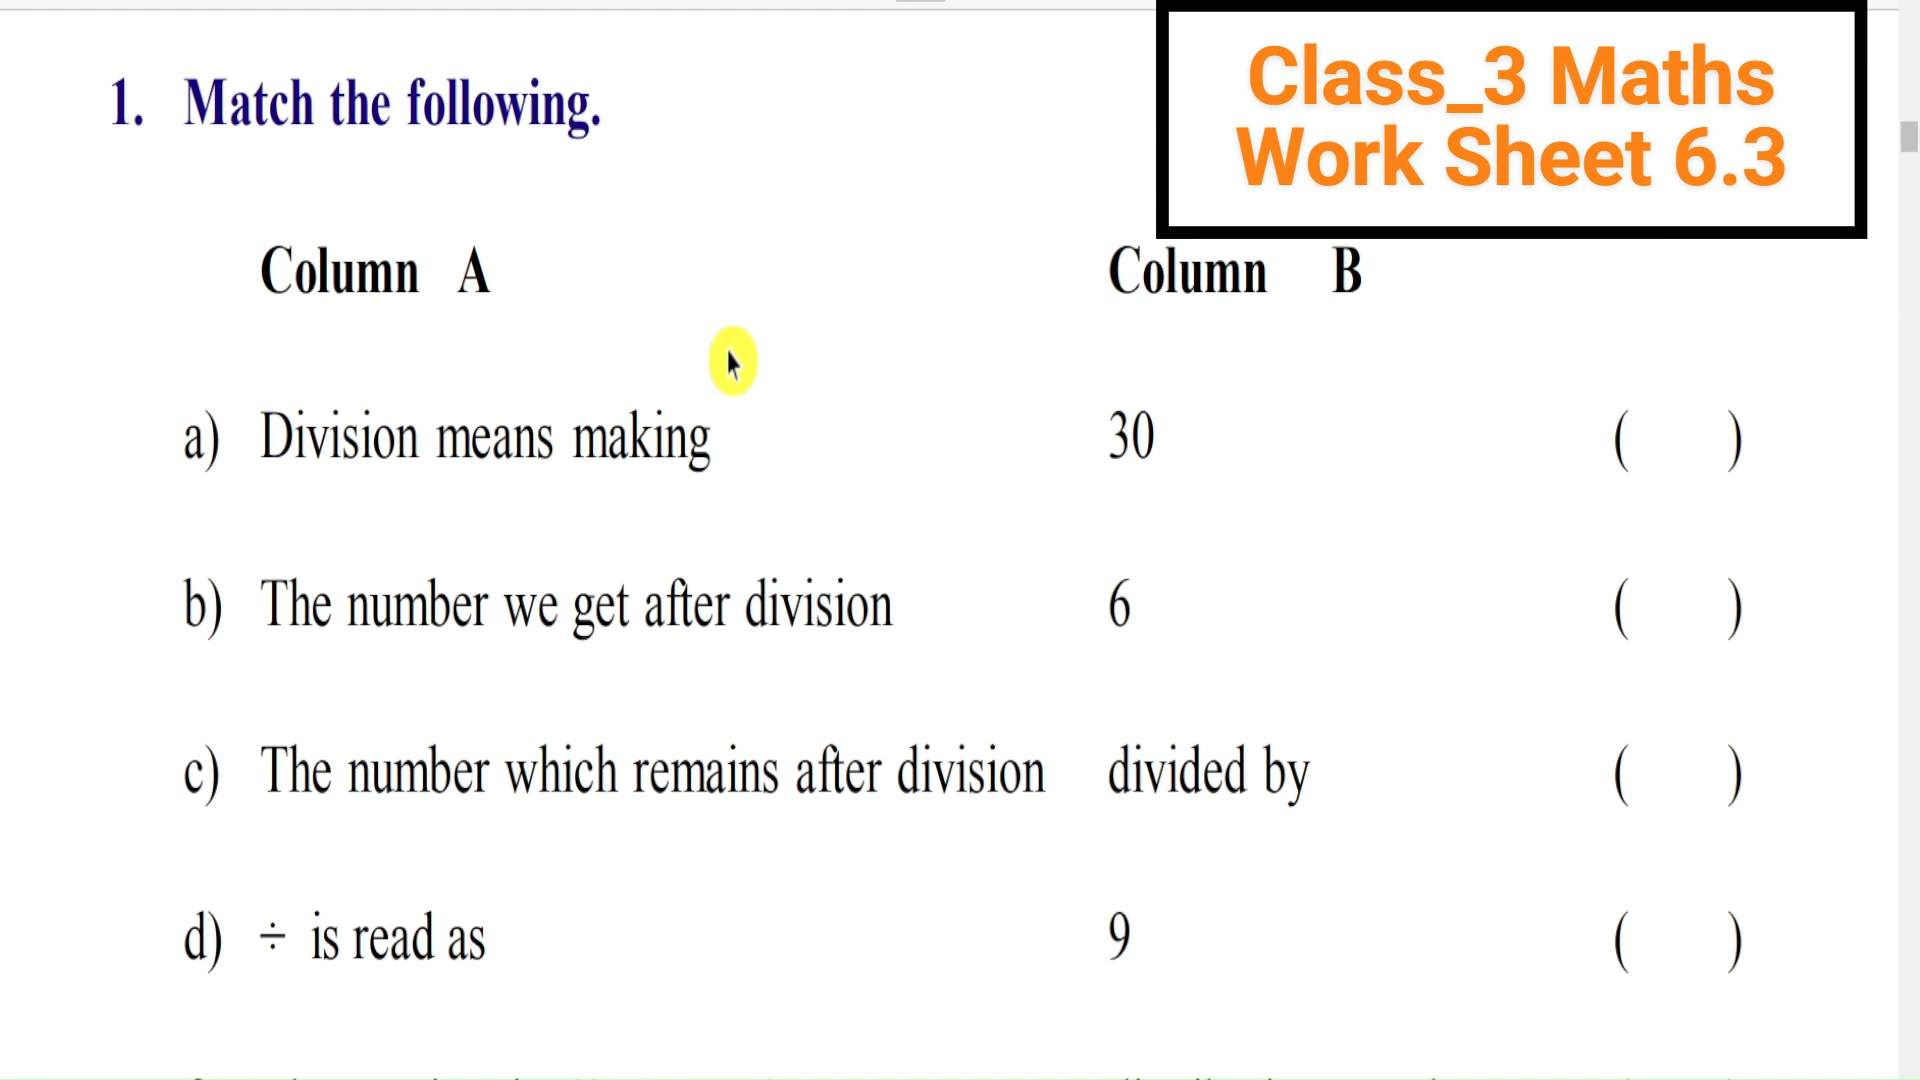 Class_3 Maths
Work Sheet 6.3
1. Match the following.
Column A Column B
a) Division means making 30 ( )
b) The number we get after division 6 ( )
c) The number which remains after division divided by ( )
d) ÷ is read as 9 ( )